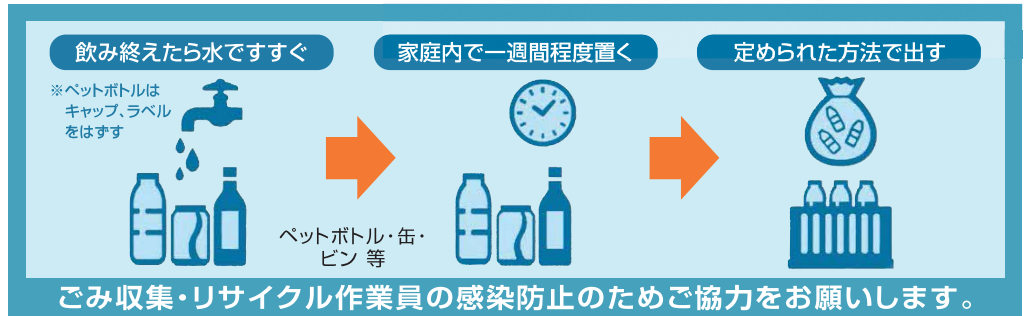 飲み終えたら水ですすぐ
※ペットボトルは
キャップ、ラベル
をはずす
家庭内で一週間程度置く
定められた方法で出す
ペットボトル・缶・
ビン 等
ごみ収集・リサイクル作業員の感染防止のためご協力をお願いします。